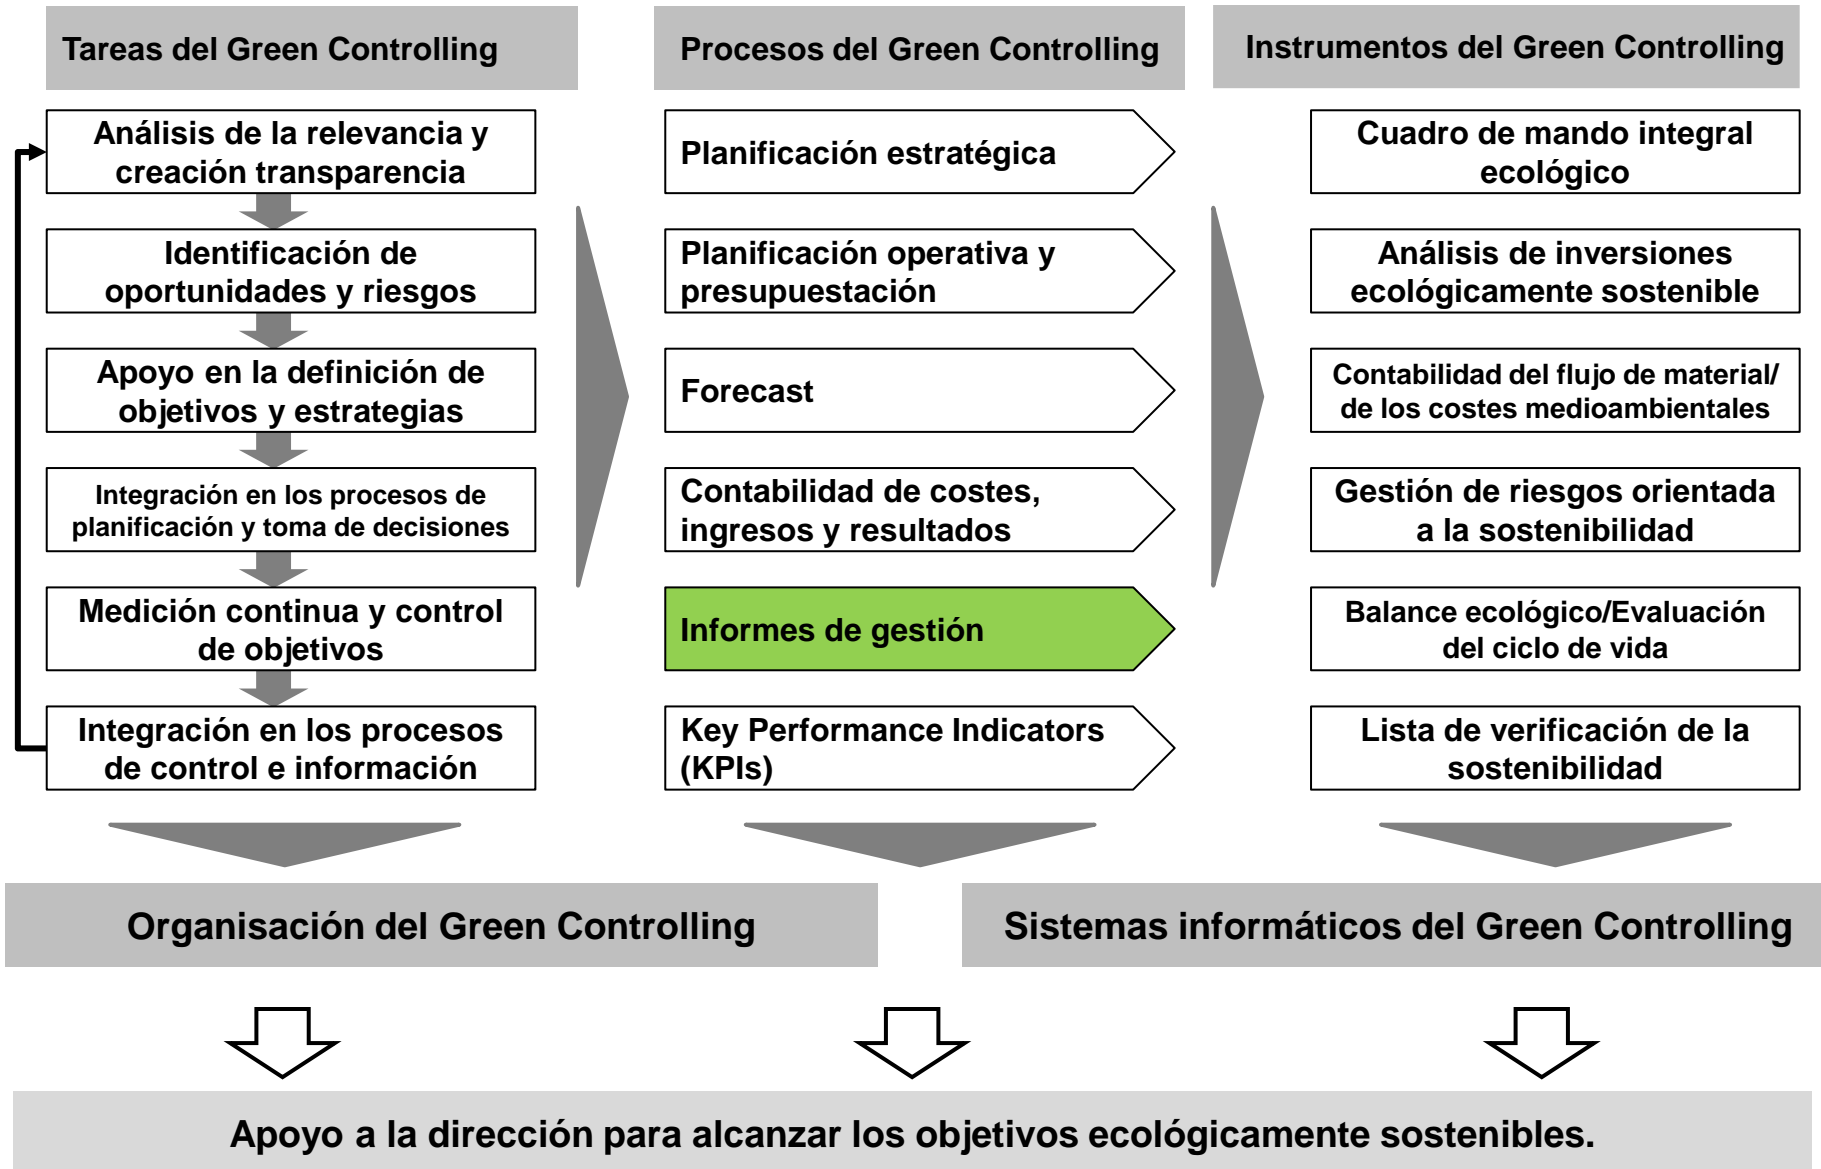 Tareas del Green Controlling
Análisis de la relevancia y
creación transparencia
Identificación de
oportunidades y riesgos
Apoyo en la definición de
objetivos y estrategias
Integración en los procesos de
planificación y toma de decisiones
Medición continua y control
de objetivos
Integración en los procesos
de control e información
Procesos del Green Controlling
Planificación estratégica
Planificación operativa y
presupuestación
Forecast
Contabilidad de costes,
ingresos y resultados
Informes de gestión
Key Performance Indicators
(KPIs)
Instrumentos del Green Controlling
Cuadro de mando integral
ecológico
Análisis de inversiones
ecológicamente sostenible
Contabilidad del flujo de material/
de los costes medioambientales
Gestión de riesgos orientada
a la sostenibilidad
Balance ecológico/Evaluación
del ciclo de vida
Lista de verificación de la
sostenibilidad
Organisación del Green Controlling
Sistemas informáticos del Green Controlling
Apoyo a la dirección para alcanzar los objetivos ecológicamente sostenibles.